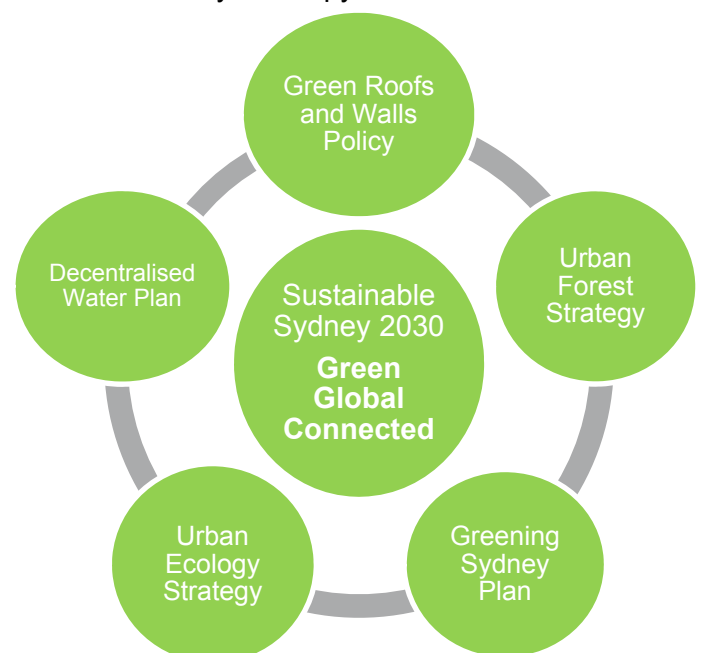 Green Roofs
and Walls
Policy
Urban
Forest
Strategy
Greening
Sydney
Plan
Urban
Ecology
Strategy
Decentralised
Water Plan
Sustainable
Sydney 2030
Green
Global
Connected